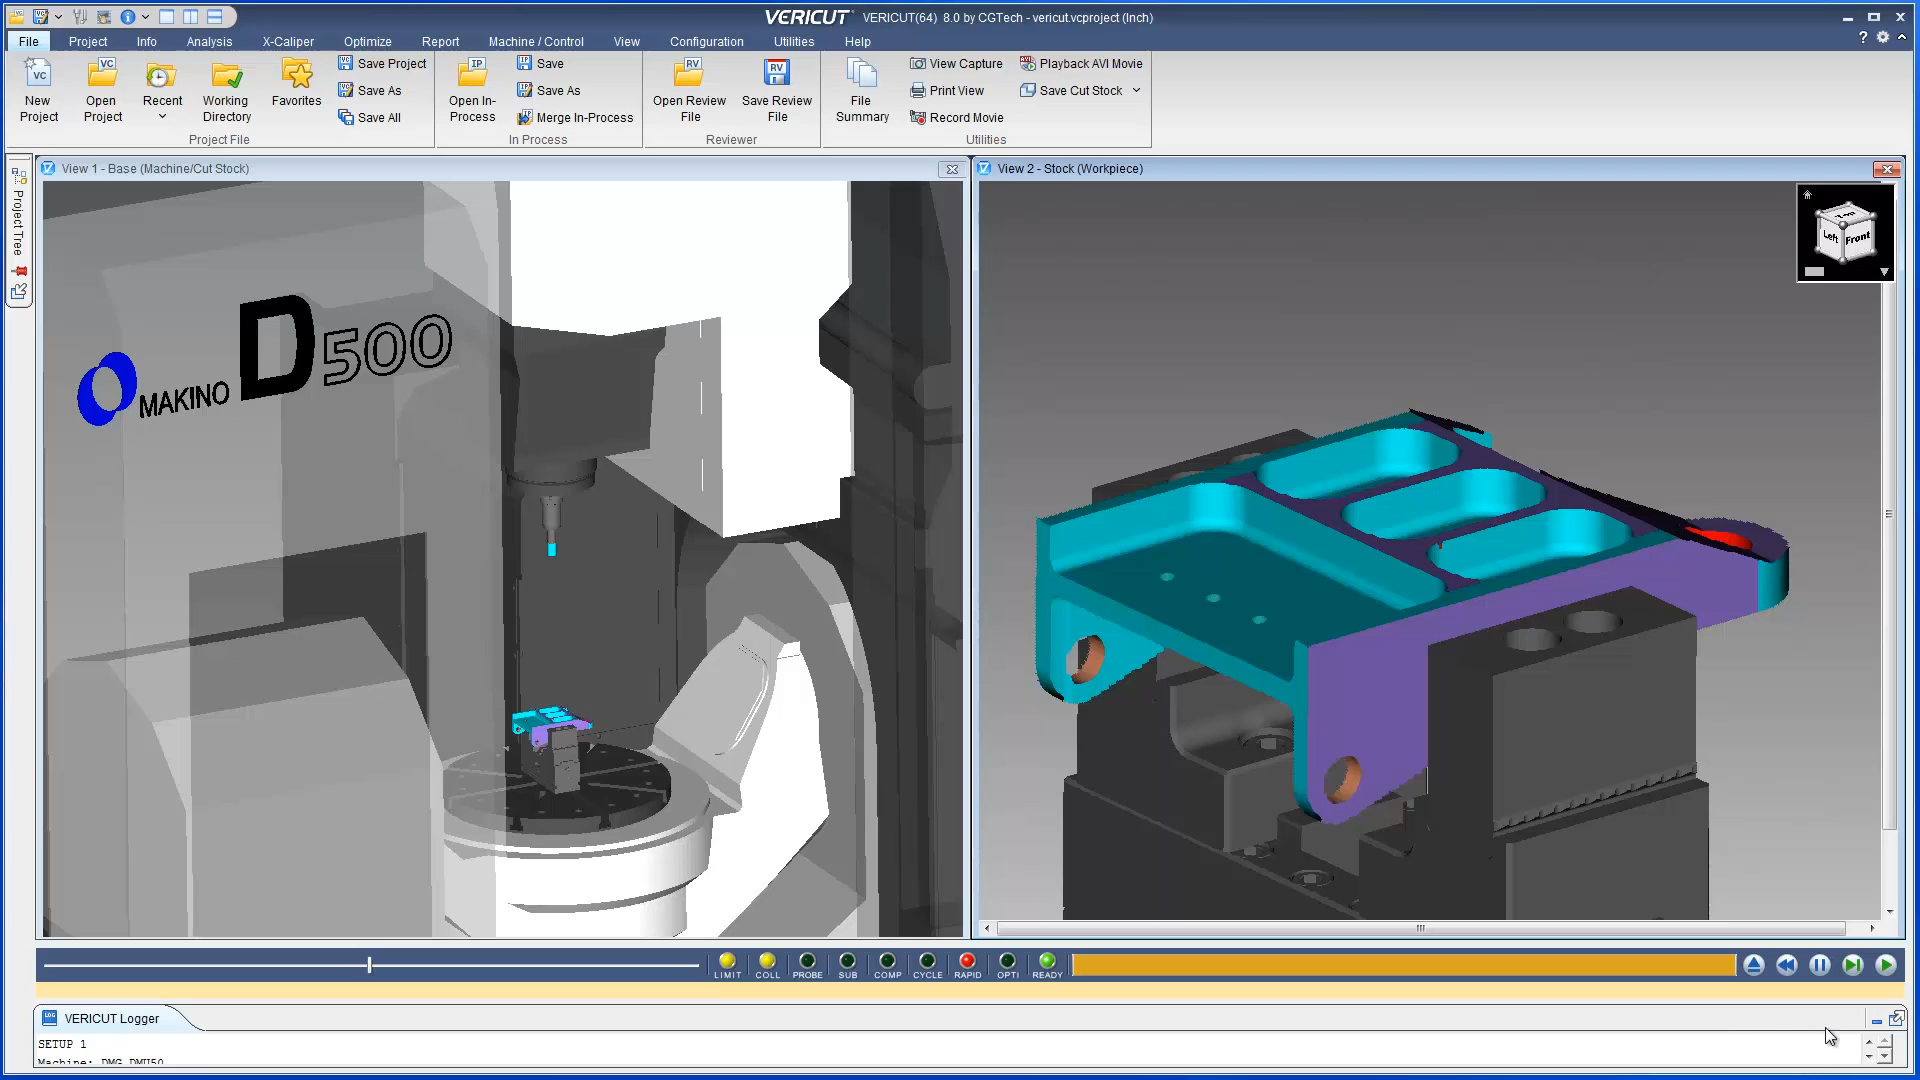 VERICUT VERICUT(64) 8.0 by CGTech - vericut.vcproject (Inch)
File Project Info Analysis X-Caliper Optimize Report Machine / Control View Configuration Utilities Help
New Project
Open Project
Recent
Working Directory
Favorites
Save Project
Save As
Save All
Project File
Open In-Process
Save
Save As
Merge In-Process
In Process
Open Review File
Save Review File
Reviewer
File Summary
View Capture
Print View
Record Movie
Playback AVI Movie
Save Cut Stock
Utilities
Project Tree
View 1 - Base (Machine/Cut Stock)
MAKINO D500
View 2 - Stock (Workpiece)
Top
Left Front
LIMIT COLL PROBE SUB COMP CYCLE RAPID OPTI READY
VERICUT Logger
SETUP 1
Machine: DMG_DMU50